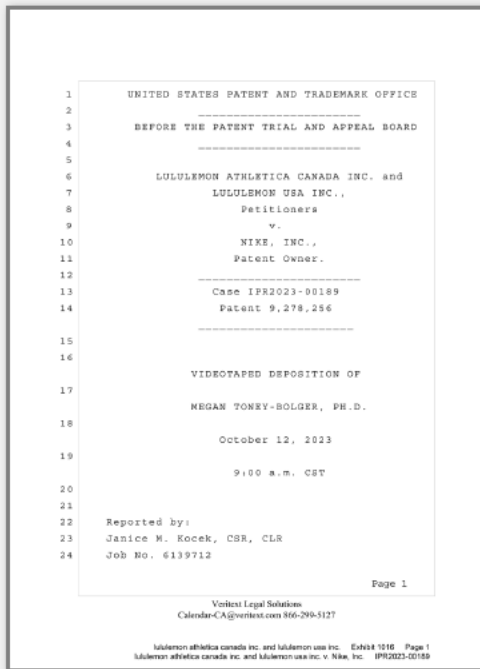 1 UNITED STATES PATENT AND TRADEMARK OFFICE
2 ______________________
3 BEFORE THE PATENT TRIAL AND APPEAL BOARD
4 ______________________
5
6 LULULEMON ATHLETICA CANADA INC. and
7 LULULEMON USA INC.,
8 Petitioners
9 v.
10 NIKE, INC.,
11 Patent Owner.
12 ______________________
13 Case IPR2023-00189
14 Patent 9,278,256
_____________________
15
16
VIDEOTAPED DEPOSITION OF
17
MEGAN TONEY-BOLGER, PH.D.
18
October 12, 2023
19
9:00 a.m. CST
20
21
22 Reported by:
23 Janice M. Kocek, CSR, CLR
24 Job No. 6139712
Page 1
Veritext Legal Solutions
Calendar-CA@veritext.com 866-299-5127
lululemon athletica canada inc. and lululemon usa inc. Exhibit 1016 Page 1
lululemon athletica canada inc. and lululemon usa inc. v. Nike, Inc. IPR2023-00189